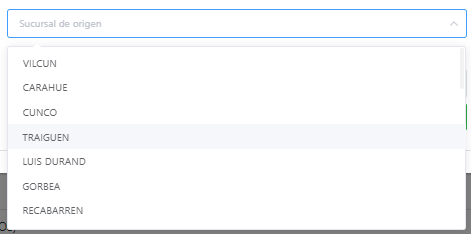 Sucursal de origen
VILCUN
CARAHUE
CUNCO
TRAIGUEN
LUIS DURAND
GORBEA
RECABARREN